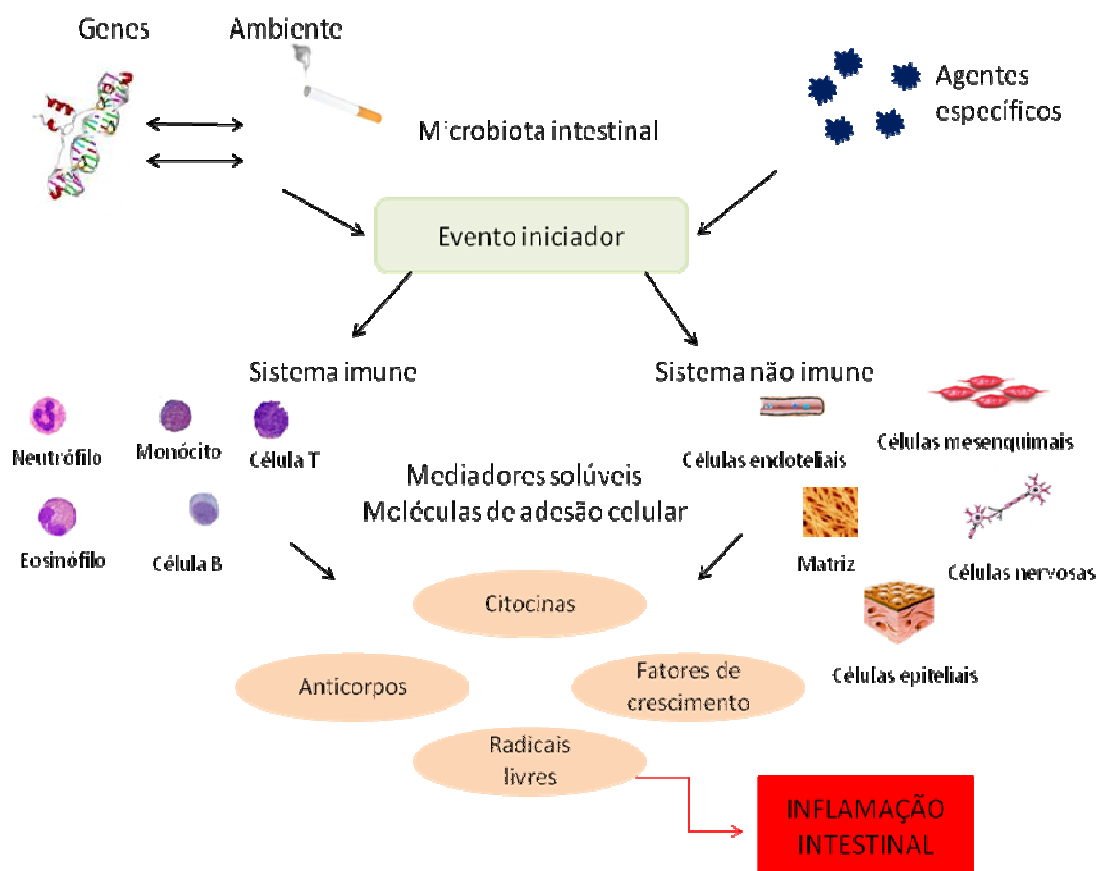 Genes
Ambiente
Agentes
específicos
Microbiota intestinal
Evento iniciador
Sistema imune
Sistema não imune
Neutrófilo
Monócito
Célula T
Células endoteliais
Células mesenquimais
Mediadores solúveis
Moléculas de adesão celular
Eosinófilo
Célula B
Matriz
Células nervosas
Citocinas
Células epiteliais
Anticorpos
Fatores de
crescimento
Radicais
livres
INFLAMAÇÃO
INTESTINAL